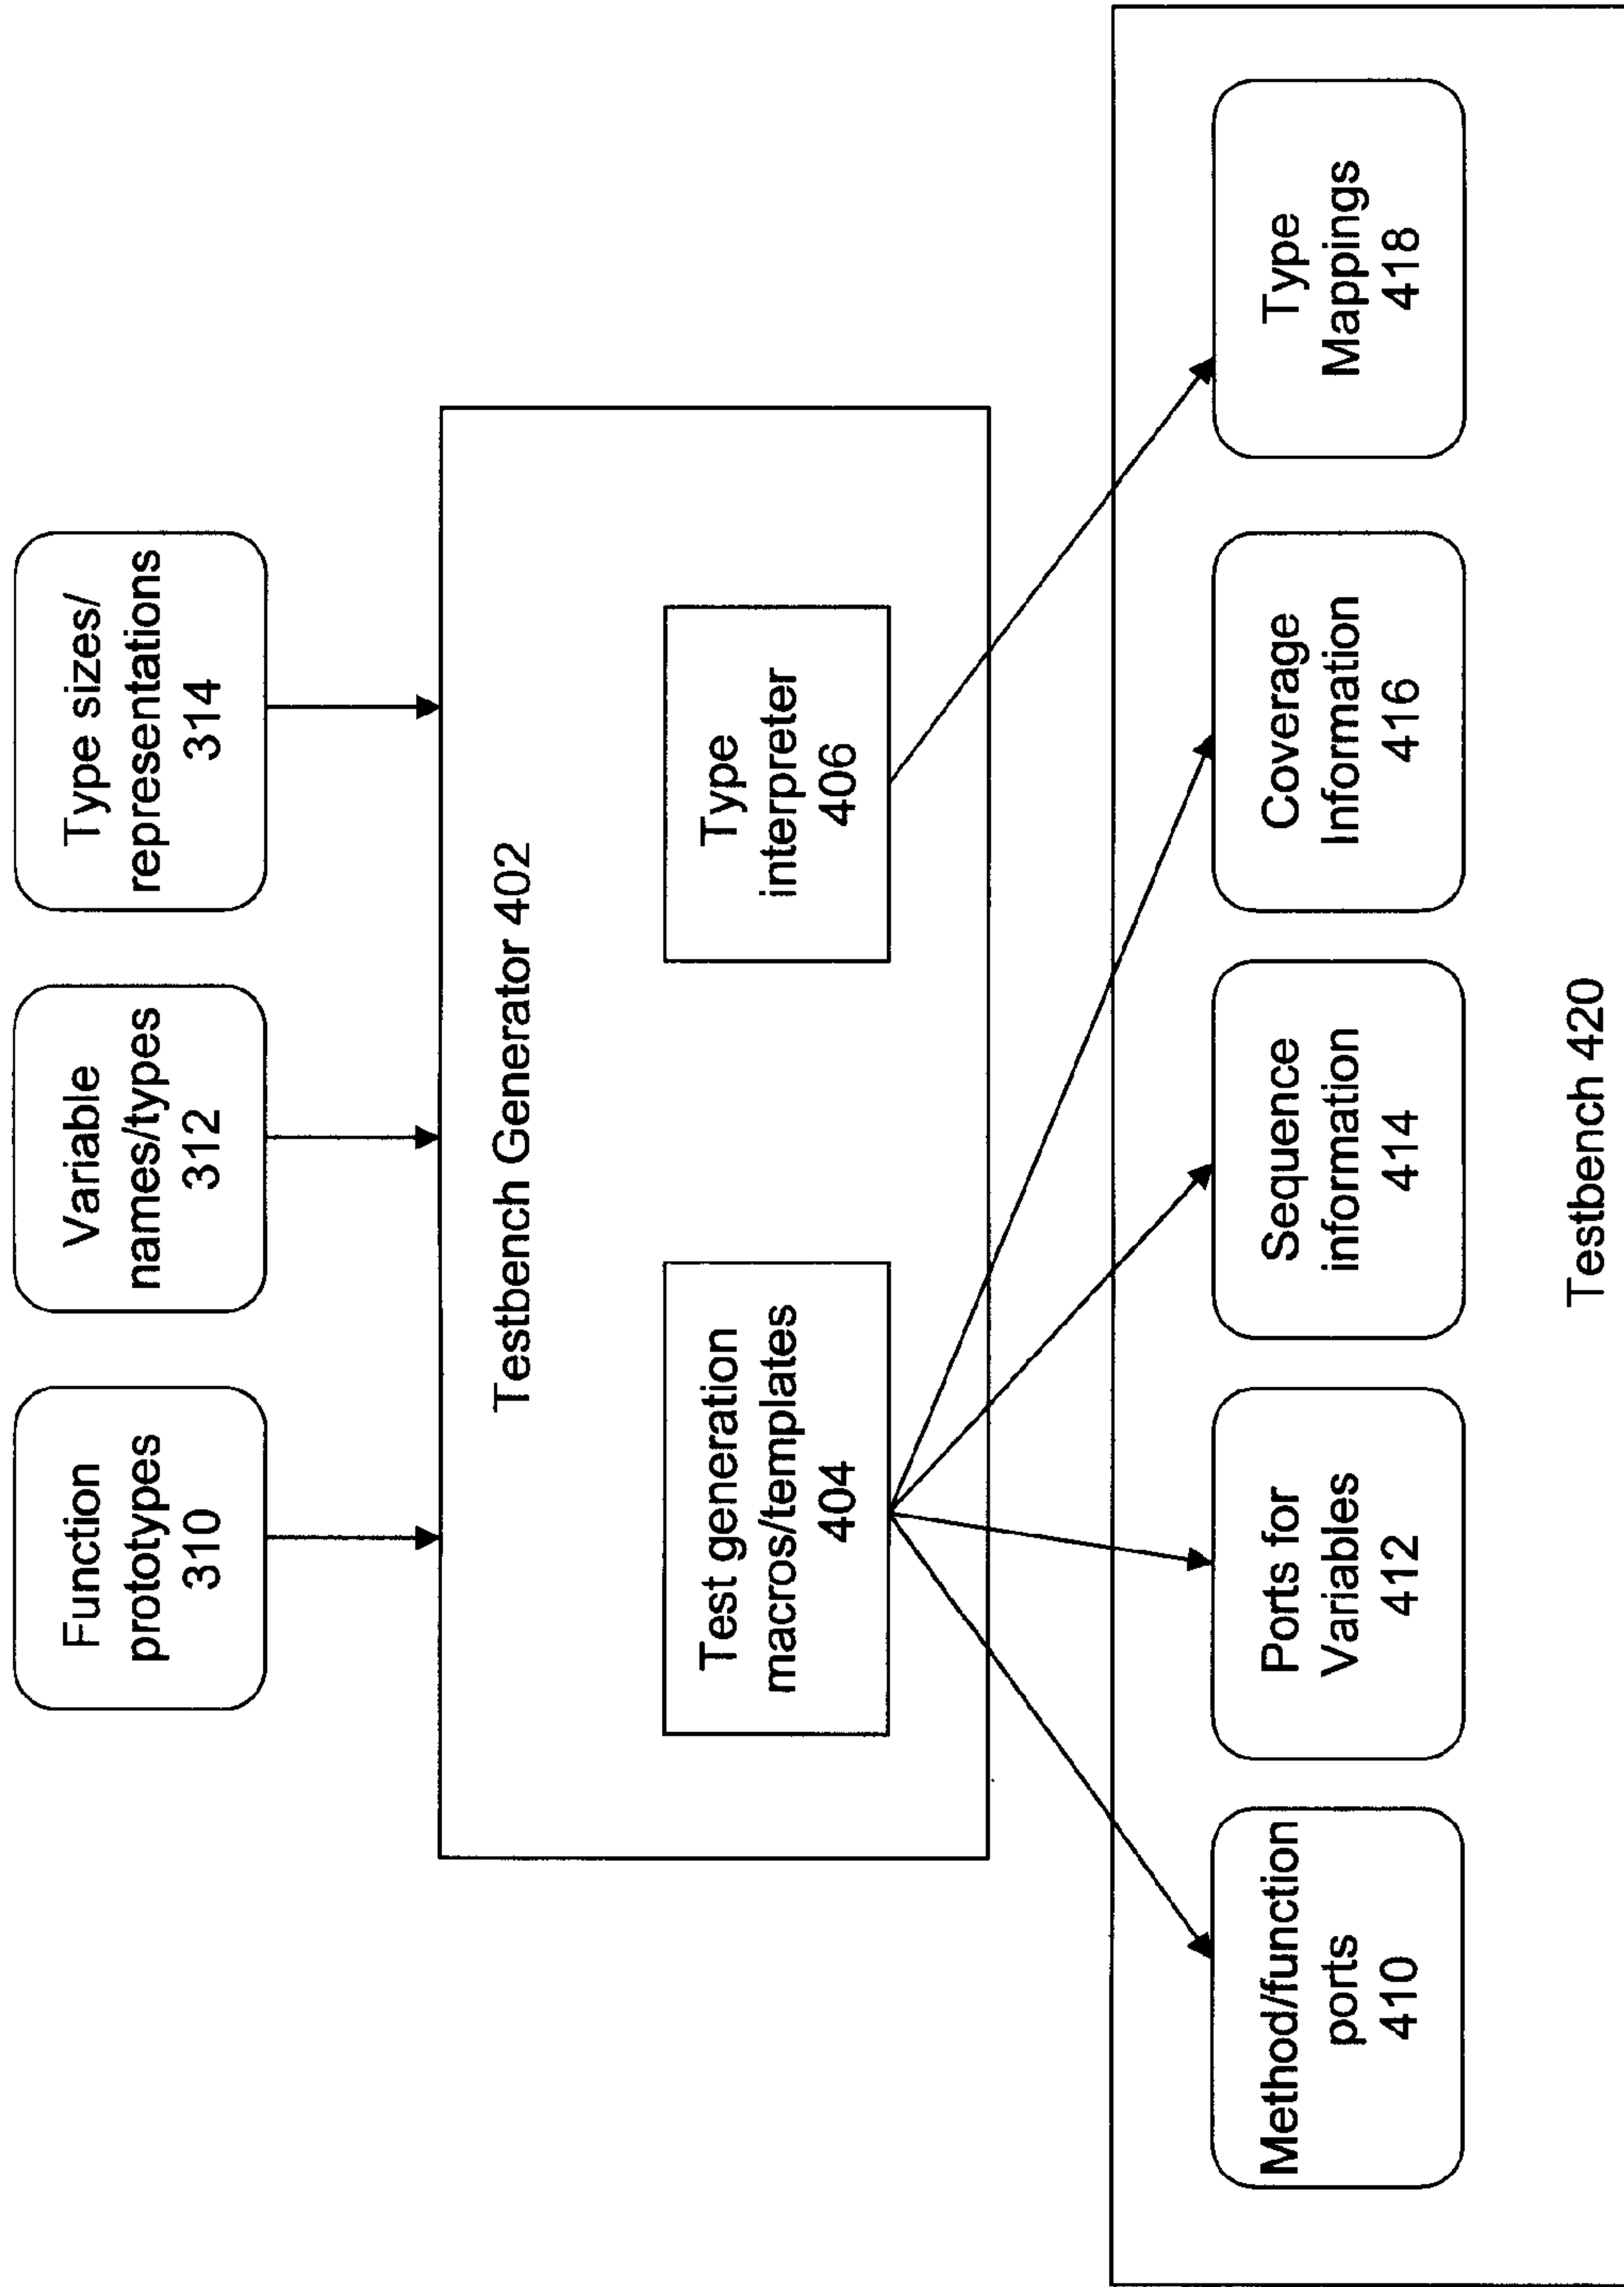 Function
prototypes
310
Variable
names/types
312
Type sizes/
representations
314
Testbench Generator 402
Test generation
macros/templates
404
Type
interpreter
406
Method/function
ports
410
Ports for
Variables
412
Sequence
information
414
Coverage
Information
416
Type
Mappings
418
Testbench 420